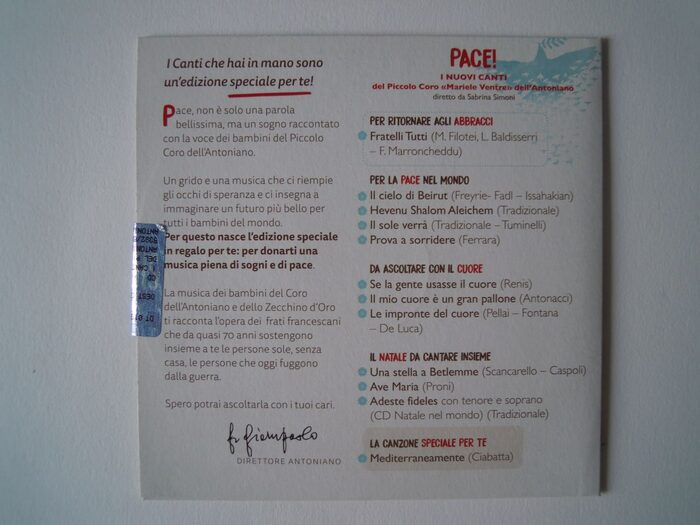 I Canti che hai in mano sono
un'edizione speciale per te!
Pace, non è solo una parola
bellissima, ma un sogno raccontato
con la voce dei bambini del Piccolo
Coro dell'Antoniano.
Un grido e una musica che ci riempie
gli occhi di speranza e ci insegna a
immaginare un futuro più bello per
tutti i bambini del mondo.
Per questo nasce l'edizione speciale
in regalo per te: per donarti una
musica piena di sogni e di pace.
La musica dei bambini del Coro
dell'Antoniano e dello Zecchino d'Oro
ti racconta l'opera dei frati francescani
che da quasi 70 anni sostengono
insieme a te le persone sole, senza
casa, le persone che oggi fuggono
dalla guerra.
Spero potrai ascoltarla con i tuoi cari.
fr Giampaolo
DIRETTORE ANTONIANO
PACE!
I NUOVI CANTI
del Piccolo Coro «Mariele Ventre» dell'Antoniano
diretto da Sabrina Simoni
PER RITORNARE AGLI ABBRACCI
Fratelli Tutti (M. Filotei, L. Baldisserri
– F. Marroncheddu)
PER LA PACE NEL MONDO
Il cielo di Beirut (Freyrie- Fadl – Issahakian)
Hevenu Shalom Aleichem (Tradizionale)
Il sole verrà (Tradizionale – Tuminelli)
Prova a sorridere (Ferrara)
DA ASCOLTARE CON IL CUORE
Se la gente usasse il cuore (Renis)
Il mio cuore è un gran pallone (Antonacci)
Le impronte del cuore (Pellai – Fontana
– De Luca)
IL NATALE DA CANTARE INSIEME
Una stella a Betlemme (Scancarello – Caspoli)
Ave Maria (Proni)
Adeste fideles con tenore e soprano
(CD Natale nel mondo) (Tradizionale)
LA CANZONE SPECIALE PER TE
Mediterraneamente (Ciabatta)